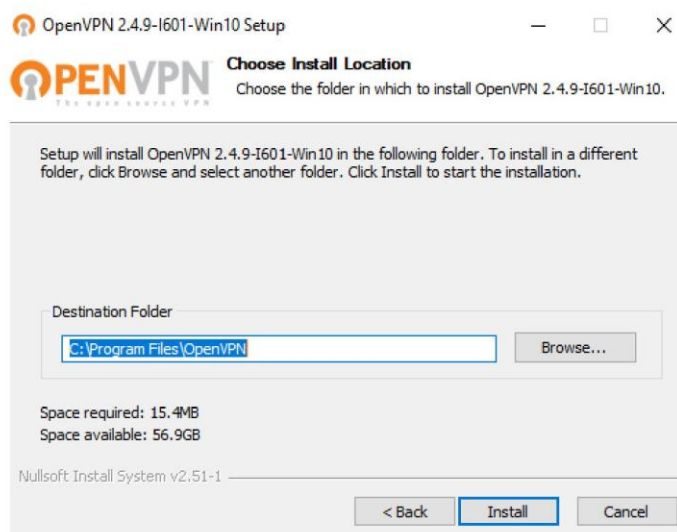 OpenVPN 2.4.9-I601-Win10 Setup
OPENVPN
The open source VPN
Choose Install Location
Choose the folder in which to install OpenVPN 2.4.9-I601-Win10.
Setup will install OpenVPN 2.4.9-I601-Win10 in the following folder. To install in a different
folder, click Browse and select another folder. Click Install to start the installation.
Destination Folder
C:\Program Files\OpenVPN
Browse...
Space required: 15.4MB
Space available: 56.9GB
Nullsoft Install System v2.51-1
< Back
Install
Cancel